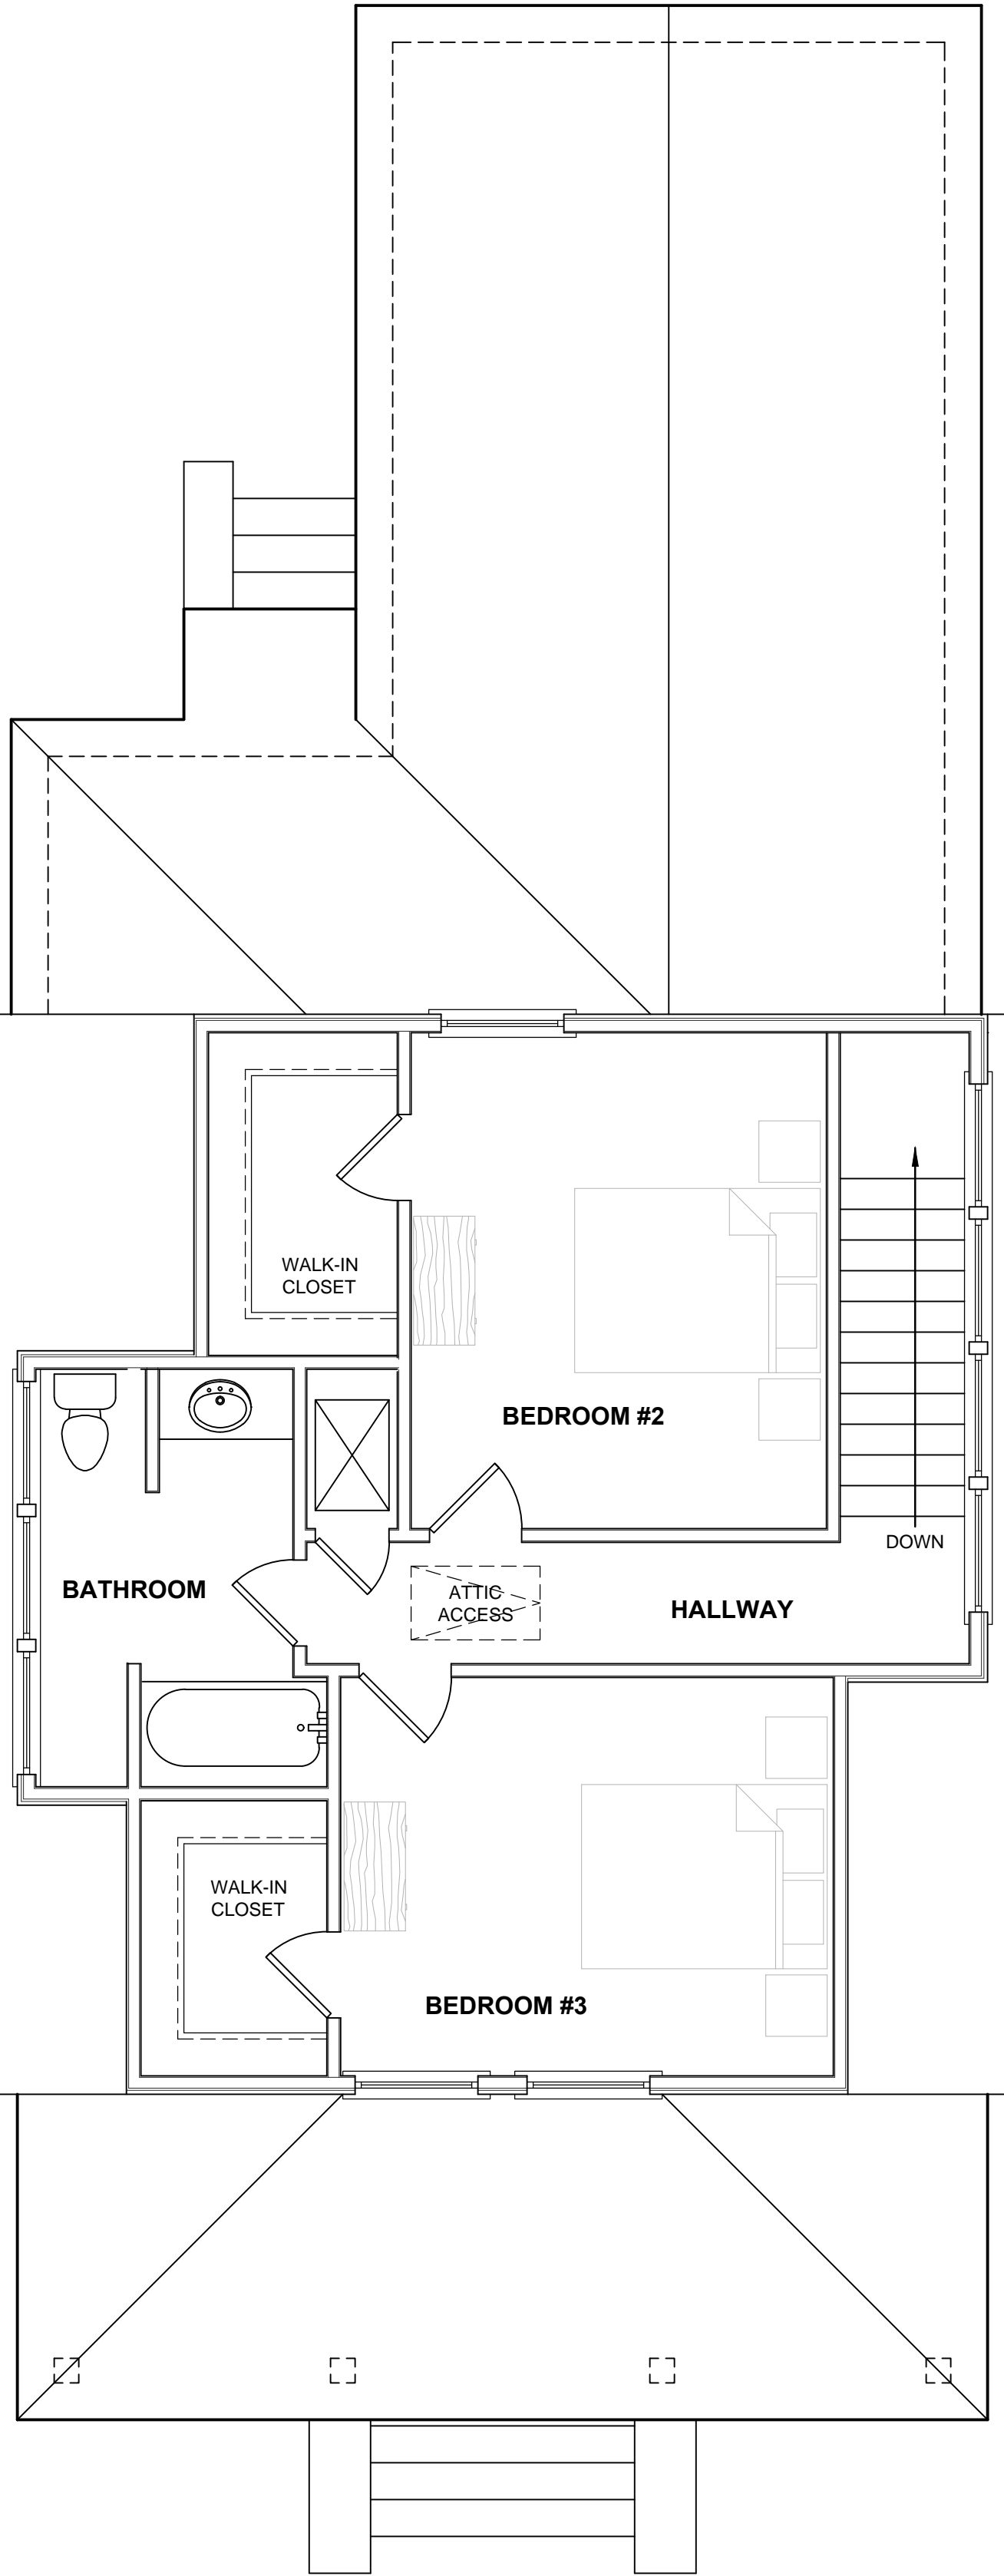 WALK-IN
CLOSET
BEDROOM #2
DOWN
BATHROOM
ATTIC
ACCESS
HALLWAY
WALK-IN
CLOSET
BEDROOM #3